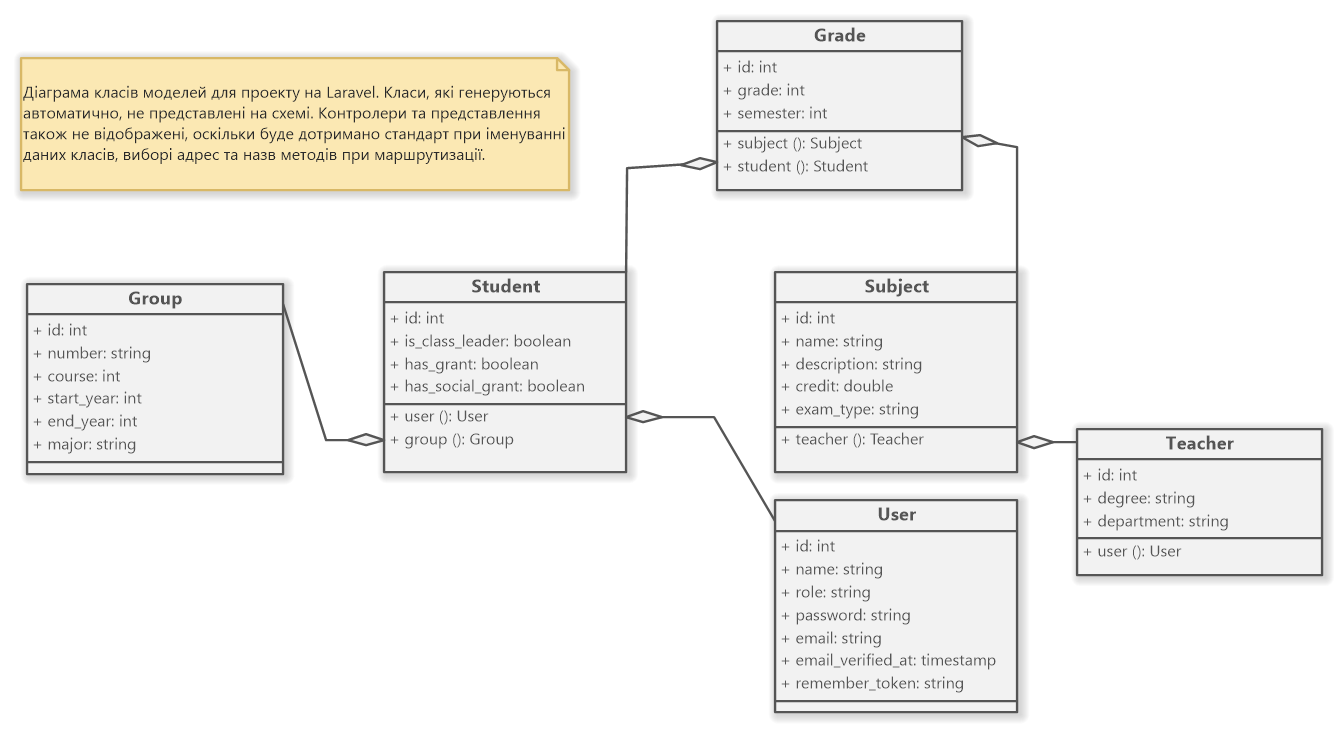 Діаграма класів моделей для проекту на Laravel. Класи, які генеруються
автоматично, не представлені на схемі. Контролери та представлення
також не відображені, оскільки буде дотримано стандарт при іменуванні
даних класів, виборі адрес та назв методів при маршрутизації.
Grade
+ id: int
+ grade: int
+ semester: int
+ subject (): Subject
+ student (): Student
Group
+ id: int
+ number: string
+ course: int
+ start_year: int
+ end_year: int
+ major: string
Student
+ id: int
+ is_class_leader: boolean
+ has_grant: boolean
+ has_social_grant: boolean
+ user (): User
+ group (): Group
Subject
+ id: int
+ name: string
+ description: string
+ credit: double
+ exam_type: string
+ teacher (): Teacher
Teacher
+ id: int
+ degree: string
+ department: string
+ user (): User
User
+ id: int
+ name: string
+ role: string
+ password: string
+ email: string
+ email_verified_at: timestamp
+ remember_token: string